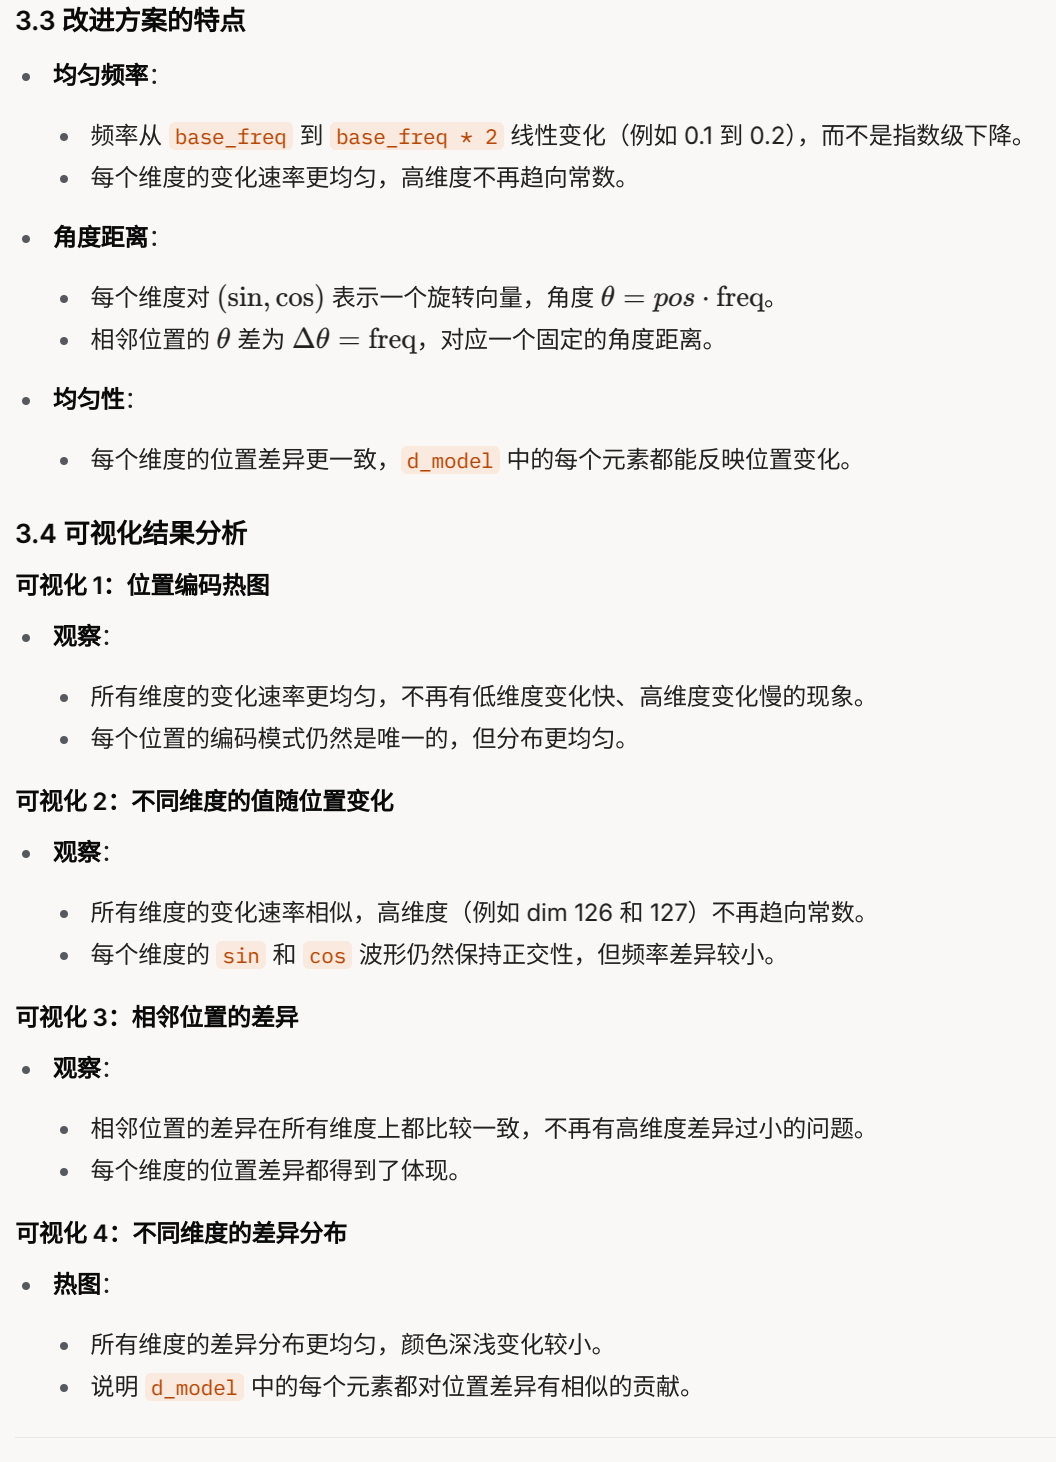 3.3 改进方案的特点
均匀频率：
频率从 base_freq 到 base_freq * 2 线性变化（例如 0.1 到 0.2），而不是指数级下降。
每个维度的变化速率更均匀，高维度不再趋向常数。
角度距离：
每个维度对 (sin, cos) 表示一个旋转向量，角度 θ = pos · freq。
相邻位置的 θ 差为 Δθ = freq，对应一个固定的角度距离。
均匀性：
每个维度的位置差异更一致，d_model 中的每个元素都能反映位置变化。
3.4 可视化结果分析
可视化 1：位置编码热图
观察：
所有维度的变化速率更均匀，不再有低维度变化快、高维度变化慢的现象。
每个位置的编码模式仍然是唯一的，但分布更均匀。
可视化 2：不同维度的值随位置变化
观察：
所有维度的变化速率相似，高维度（例如 dim 126 和 127）不再趋向常数。
每个维度的 sin 和 cos 波形仍然保持正交性，但频率差异较小。
可视化 3：相邻位置的差异
观察：
相邻位置的差异在所有维度上都比较一致，不再有高维度差异过小的问题。
每个维度的位置差异都得到了体现。
可视化 4：不同维度的差异分布
热图：
所有维度的差异分布更均匀，颜色深浅变化较小。
说明 d_model 中的每个元素都对位置差异有相似的贡献。